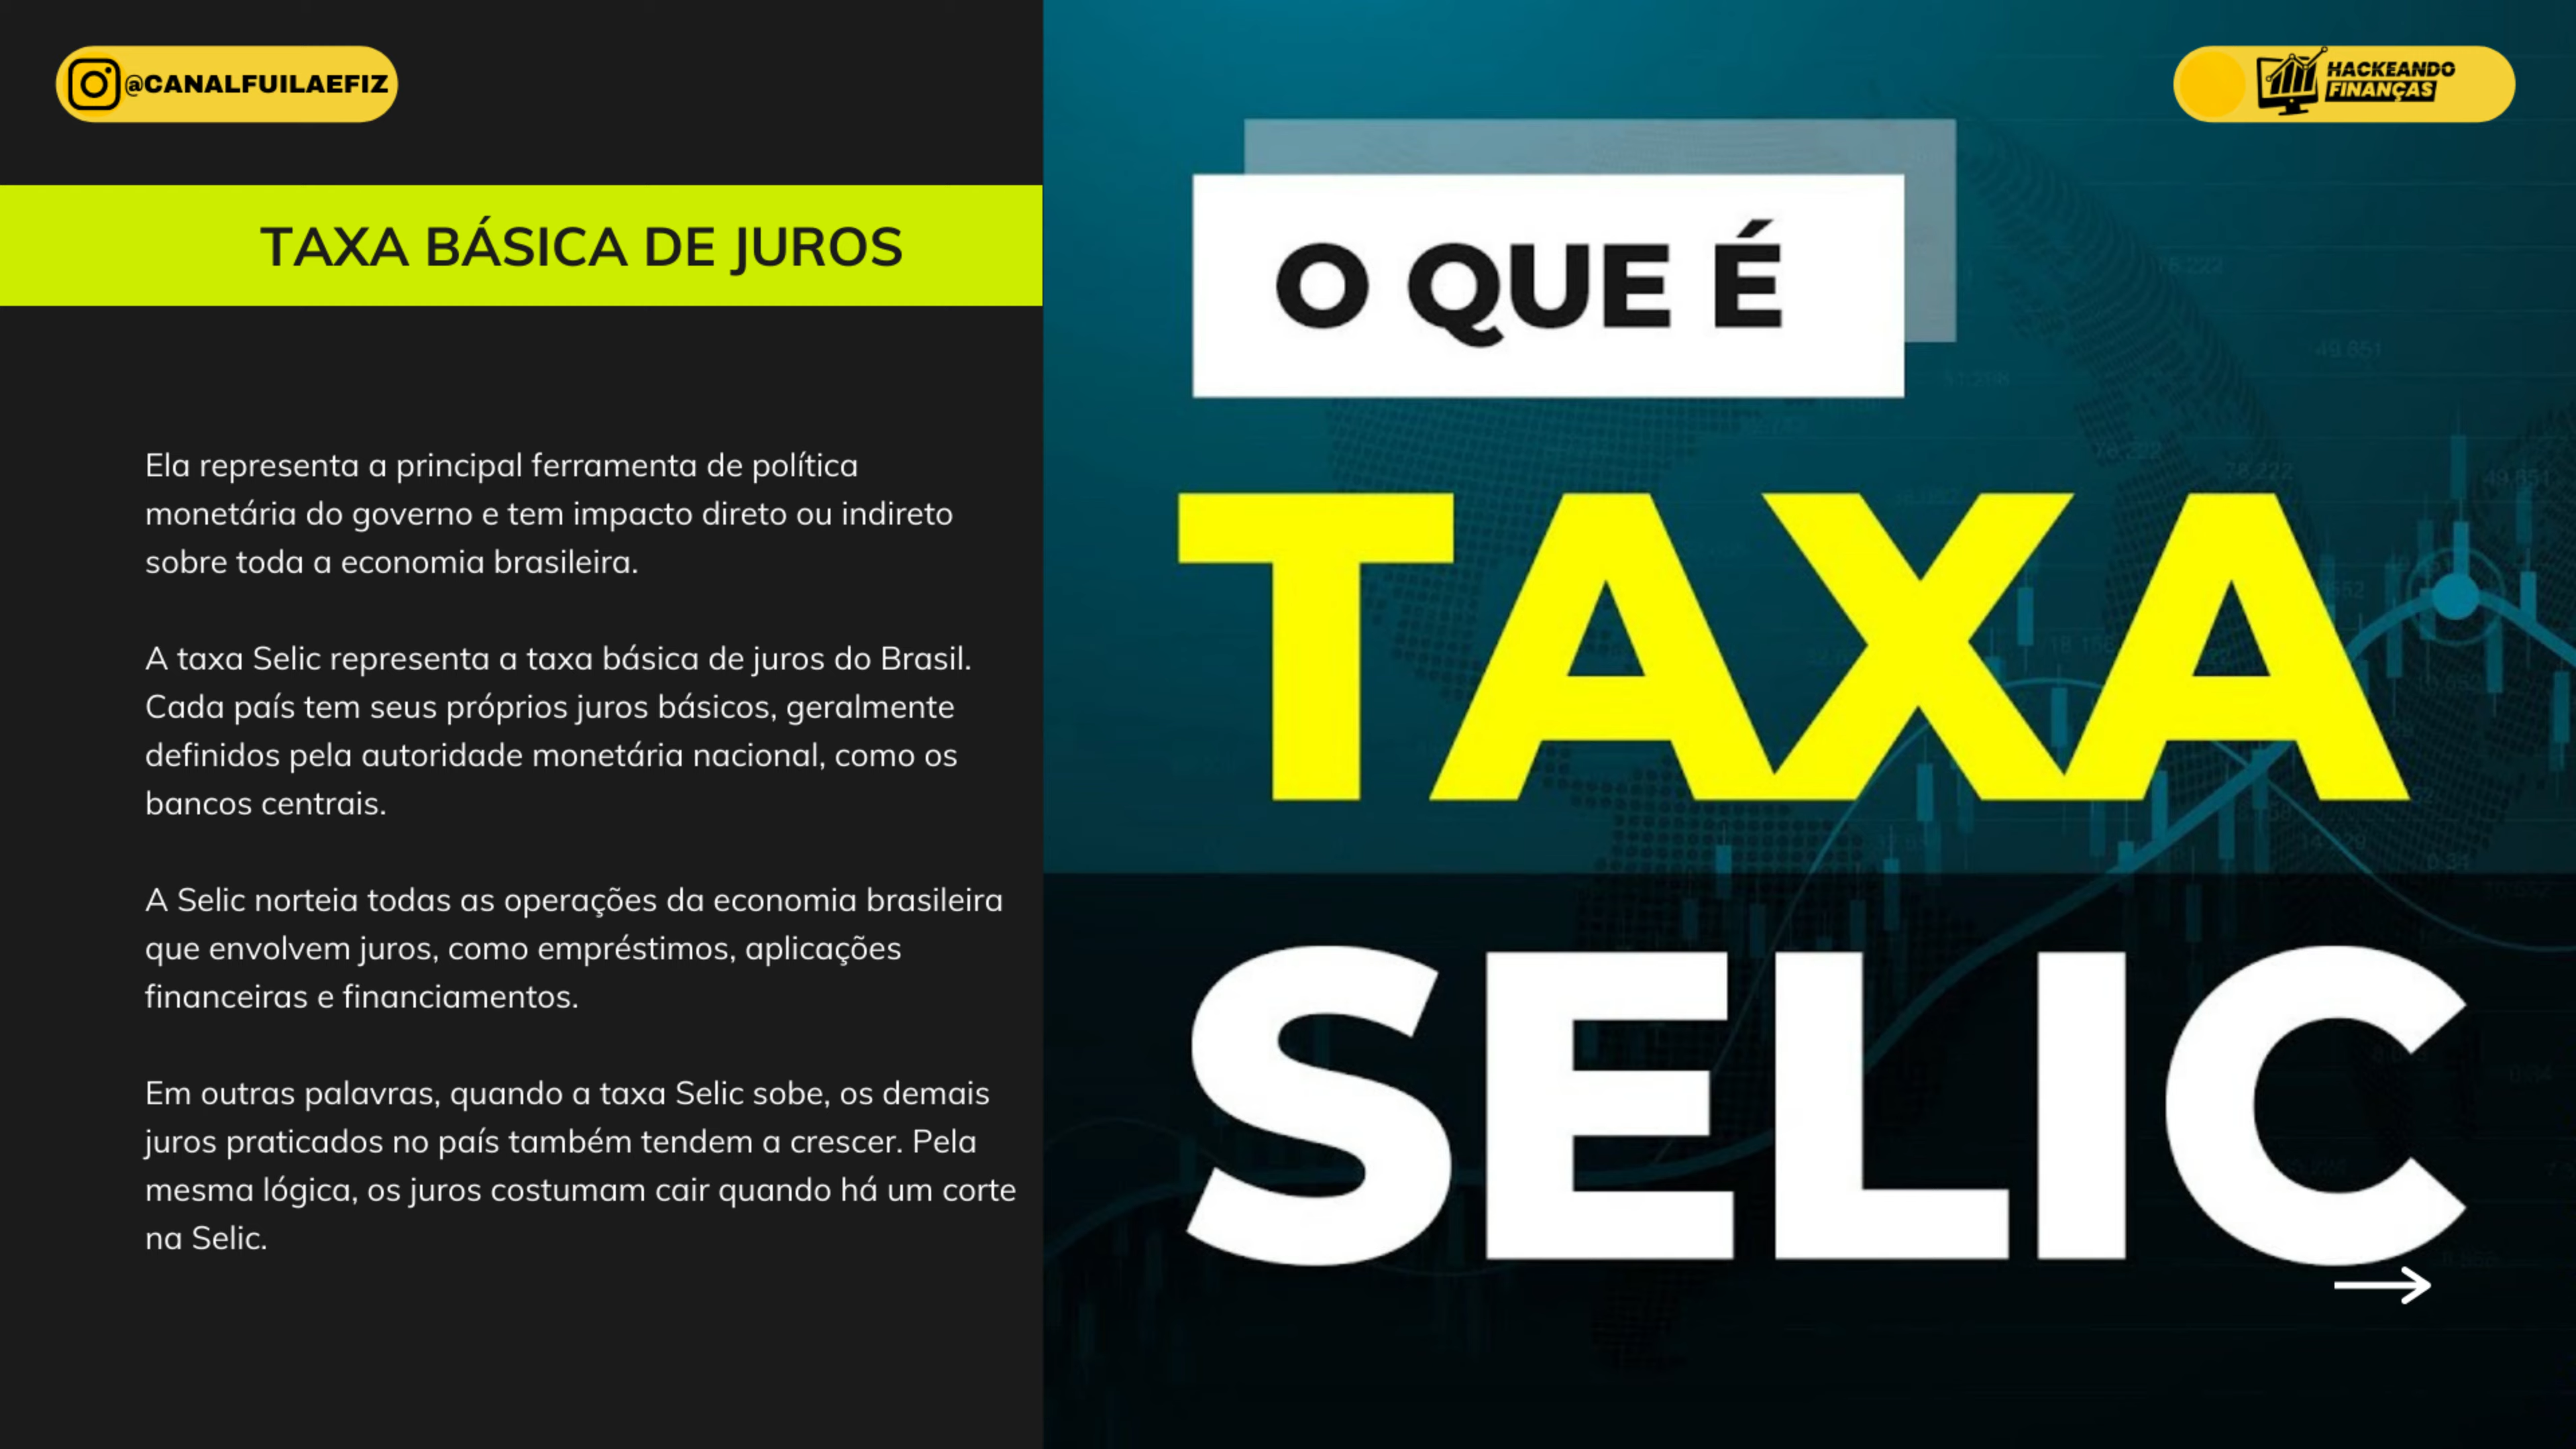 @CANALFUILAEFIZ
HACKEANDO
FINANÇAS
TAXA BÁSICA DE JUROS
Ela representa a principal ferramenta de política
monetária do governo e tem impacto direto ou indireto
sobre toda a economia brasileira.
A taxa Selic representa a taxa básica de juros do Brasil.
Cada país tem seus próprios juros básicos, geralmente
definidos pela autoridade monetária nacional, como os
bancos centrais.
A Selic norteia todas as operações da economia brasileira
que envolvem juros, como empréstimos, aplicações
financeiras e financiamentos.
Em outras palavras, quando a taxa Selic sobe, os demais
juros praticados no país também tendem a crescer. Pela
mesma lógica, os juros costumam cair quando há um corte
na Selic.
O QUE É
TAXA
SELIC